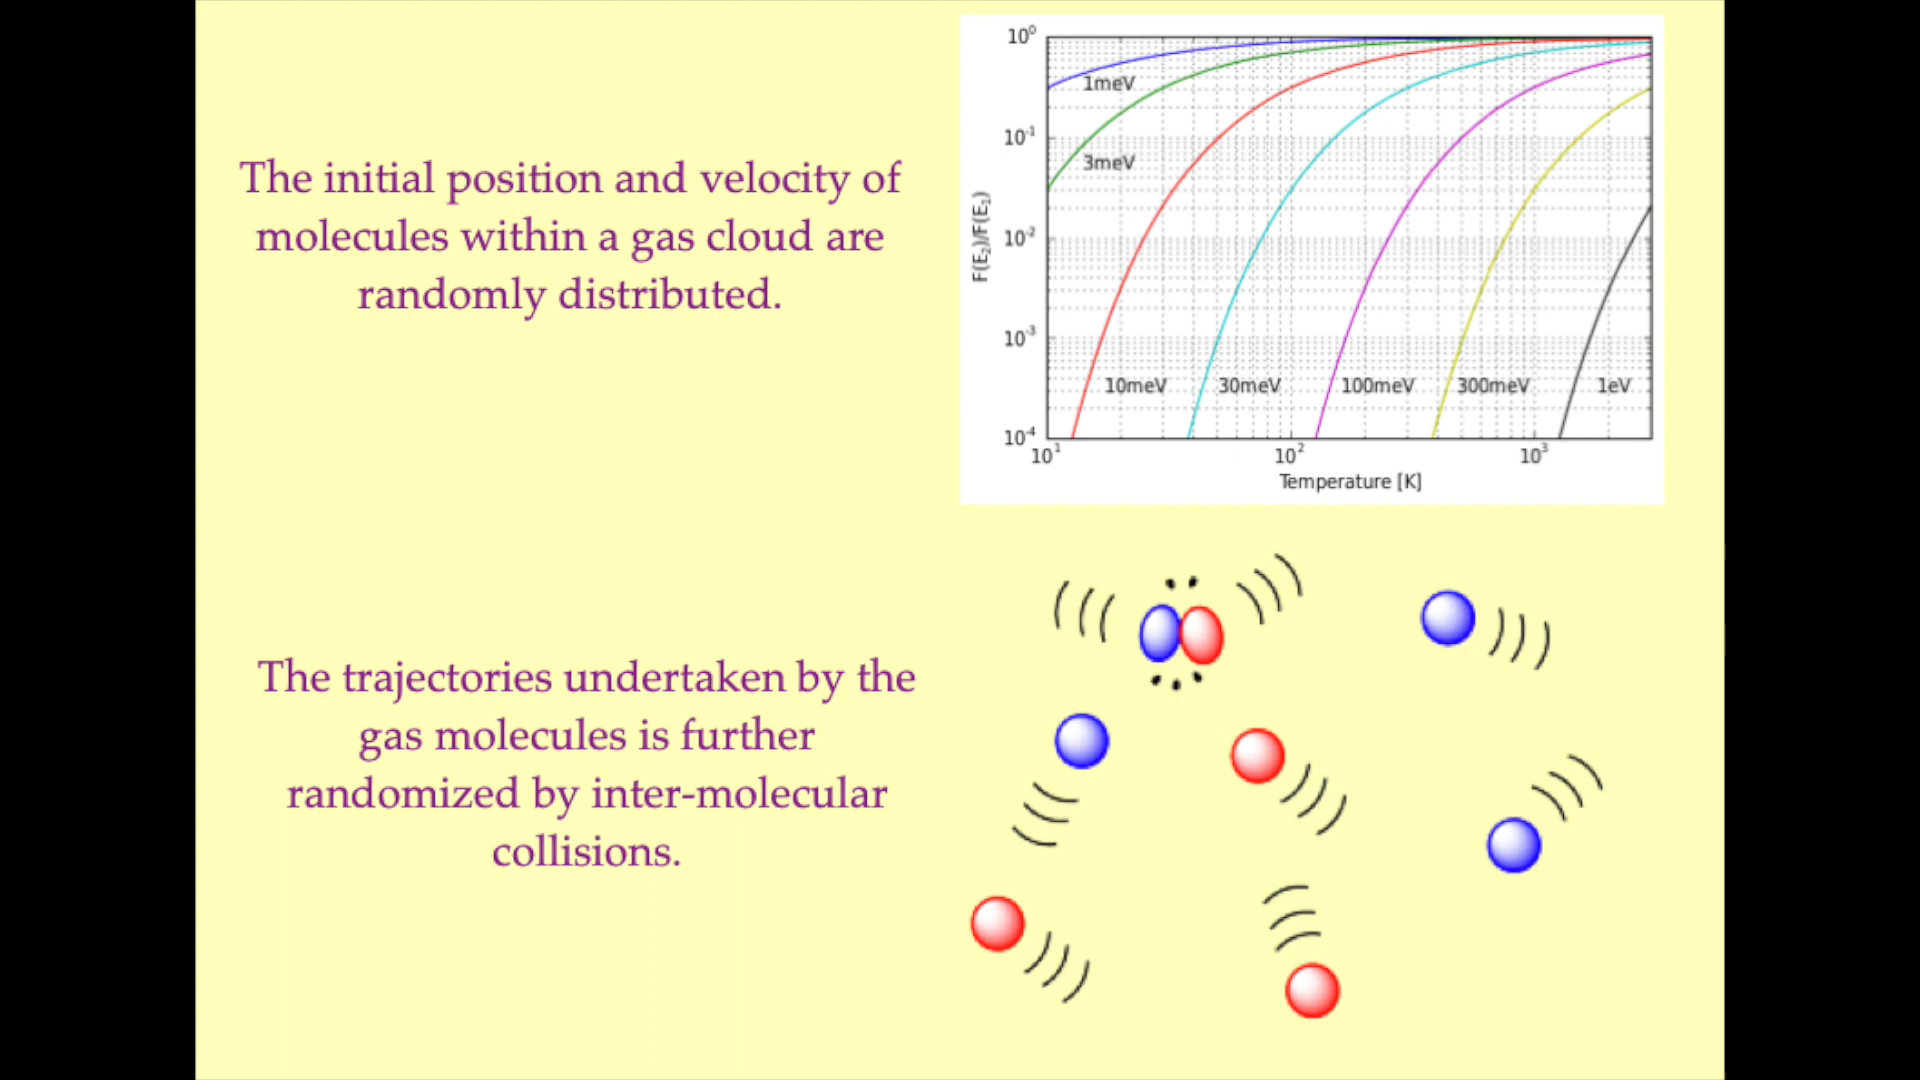 The initial position and velocity of
molecules within a gas cloud are
randomly distributed.
10⁰
10⁻¹
10⁻²
10⁻³
10⁻⁴
F(E₂)/F(E₁)
1meV
3meV
10meV 30meV 100meV 300meV 1eV
10¹ 10² 10³
Temperature [K]
The trajectories undertaken by the
gas molecules is further
randomized by inter-molecular
collisions.